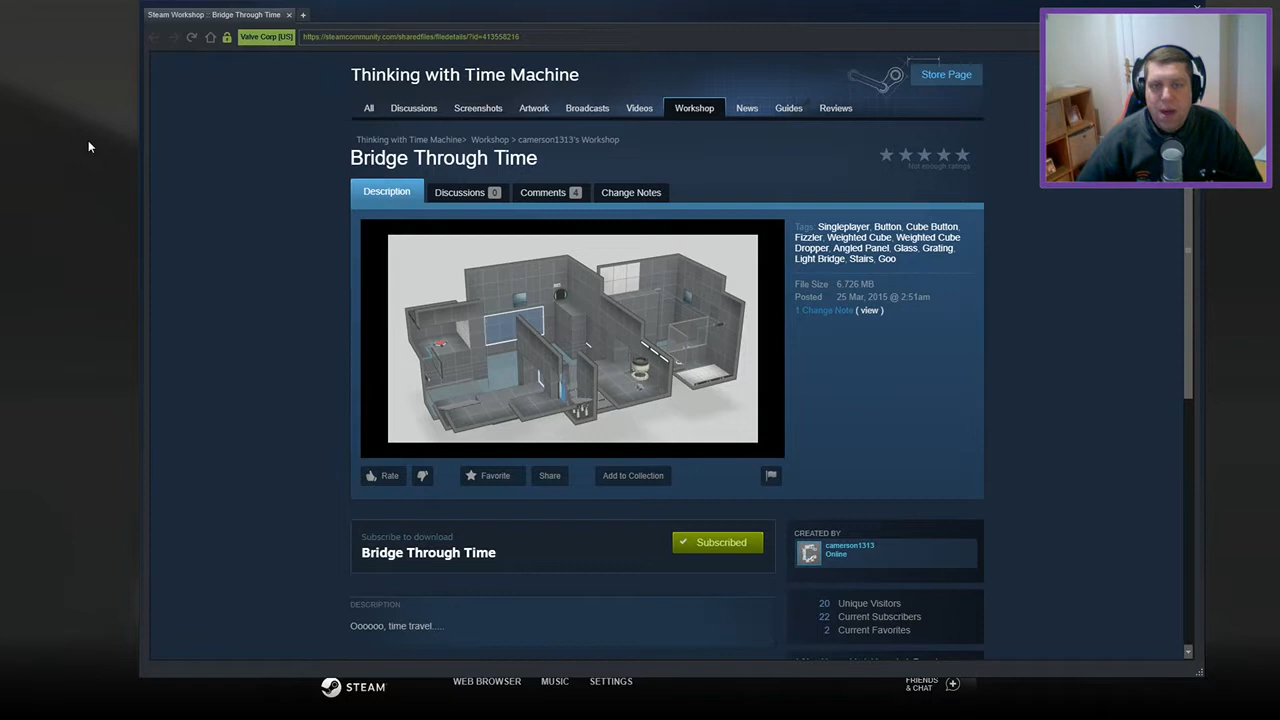 Steam Workshop :: Bridge Through Time
Valve Corp [US] https://steamcommunity.com/sharedfiles/filedetails/?id=413558216
Thinking with Time Machine
Store Page
All Discussions Screenshots Artwork Broadcasts Videos Workshop News Guides Reviews
Thinking with Time Machine> Workshop > camerson1313's Workshop
Bridge Through Time
Not enough ratings
Description Discussions 0 Comments 4 Change Notes
Tags: Singleplayer, Button, Cube Button,
Fizzler, Weighted Cube, Weighted Cube
Dropper, Angled Panel, Glass, Grating,
Light Bridge, Stairs, Goo
File Size 6.726 MB
Posted 25 Mar, 2015 @ 2:51am
1 Change Note ( view )
Rate Favorite Share Add to Collection
Subscribe to download
Bridge Through Time
Subscribed
CREATED BY
camerson1313
Online
DESCRIPTION
Oooooo, time travel.....
20 Unique Visitors
22 Current Subscribers
2 Current Favorites
STEAM
WEB BROWSER MUSIC SETTINGS
FRIENDS
& CHAT